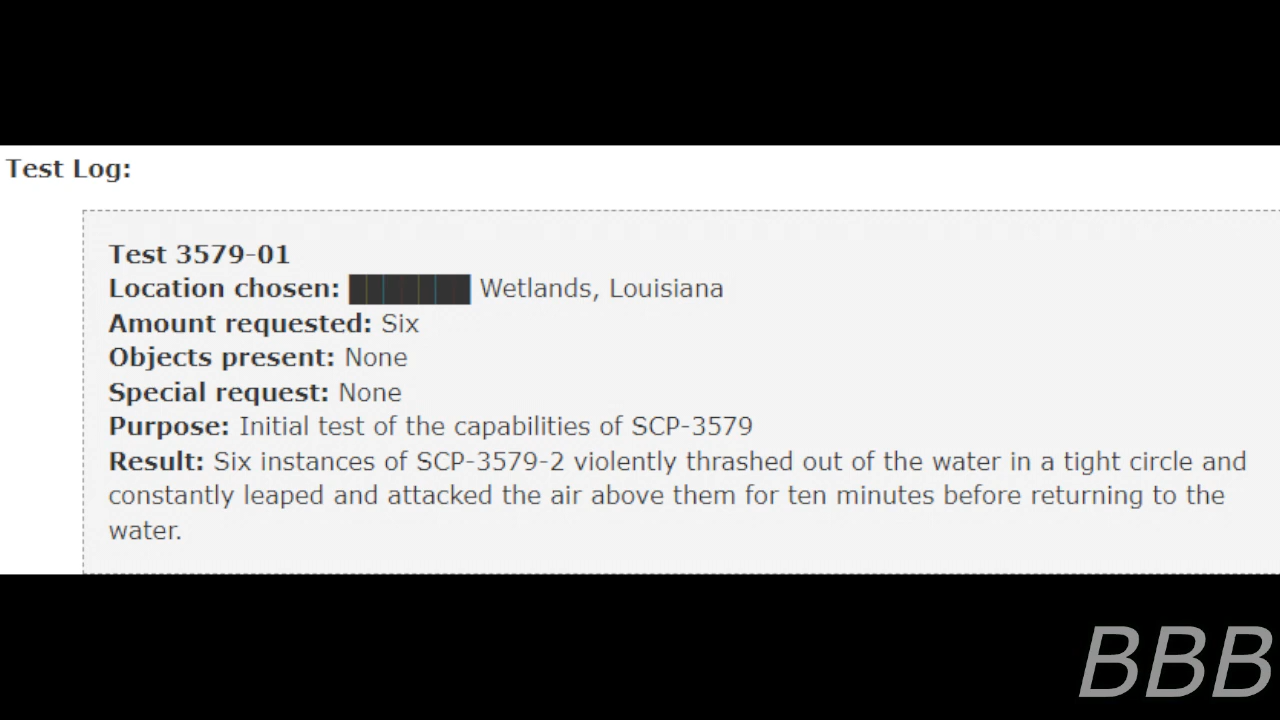 Test Log:
Test 3579-01
Location chosen: ███████ Wetlands, Louisiana
Amount requested: Six
Objects present: None
Special request: None
Purpose: Initial test of the capabilities of SCP-3579
Result: Six instances of SCP-3579-2 violently thrashed out of the water in a tight circle and
constantly leaped and attacked the air above them for ten minutes before returning to the
water.
BBB